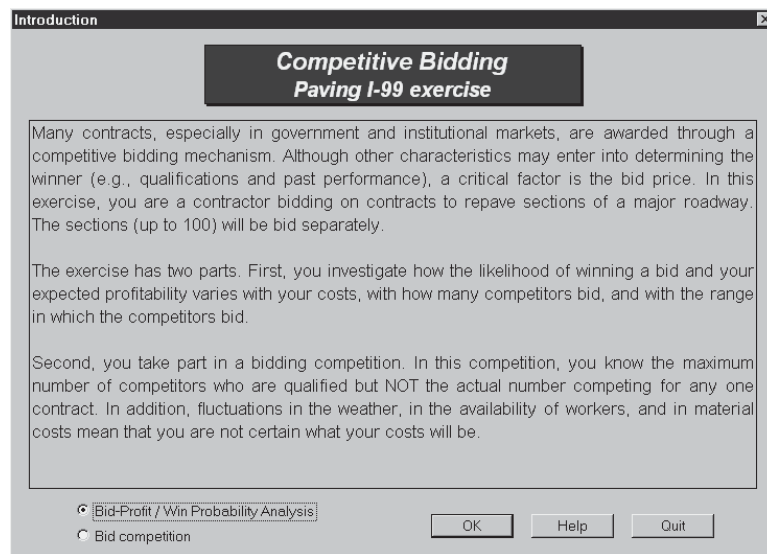 Introduction
Competitive Bidding
Paving I-99 exercise
Many contracts, especially in government and institutional markets, are awarded through a
competitive bidding mechanism. Although other characteristics may enter into determining the
winner (e.g., qualifications and past performance), a critical factor is the bid price. In this
exercise, you are a contractor bidding on contracts to repave sections of a major roadway.
The sections (up to 100) will be bid separately.
The exercise has two parts. First, you investigate how the likelihood of winning a bid and your
expected profitability varies with your costs, with how many competitors bid, and with the range
in which the competitors bid.
Second, you take part in a bidding competition. In this competition, you know the maximum
number of competitors who are qualified but NOT the actual number competing for any one
contract. In addition, fluctuations in the weather, in the availability of workers, and in material
costs mean that you are not certain what your costs will be.
Bid-Profit / Win Probability Analysis
Bid competition
OK Help Quit